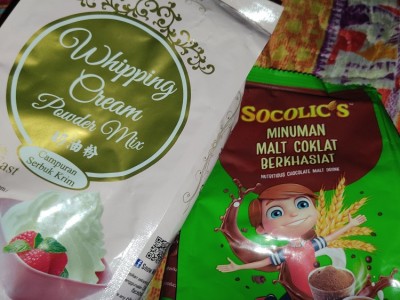 Whipping
Cream
Powder Mix
奶油粉
Campuran
Serbuk Krim
SOCOLIC'S
MINUMAN
MALT COKLAT
BERKHASIAT
NUTRITIOUS CHOCOLATE MALT DRINK